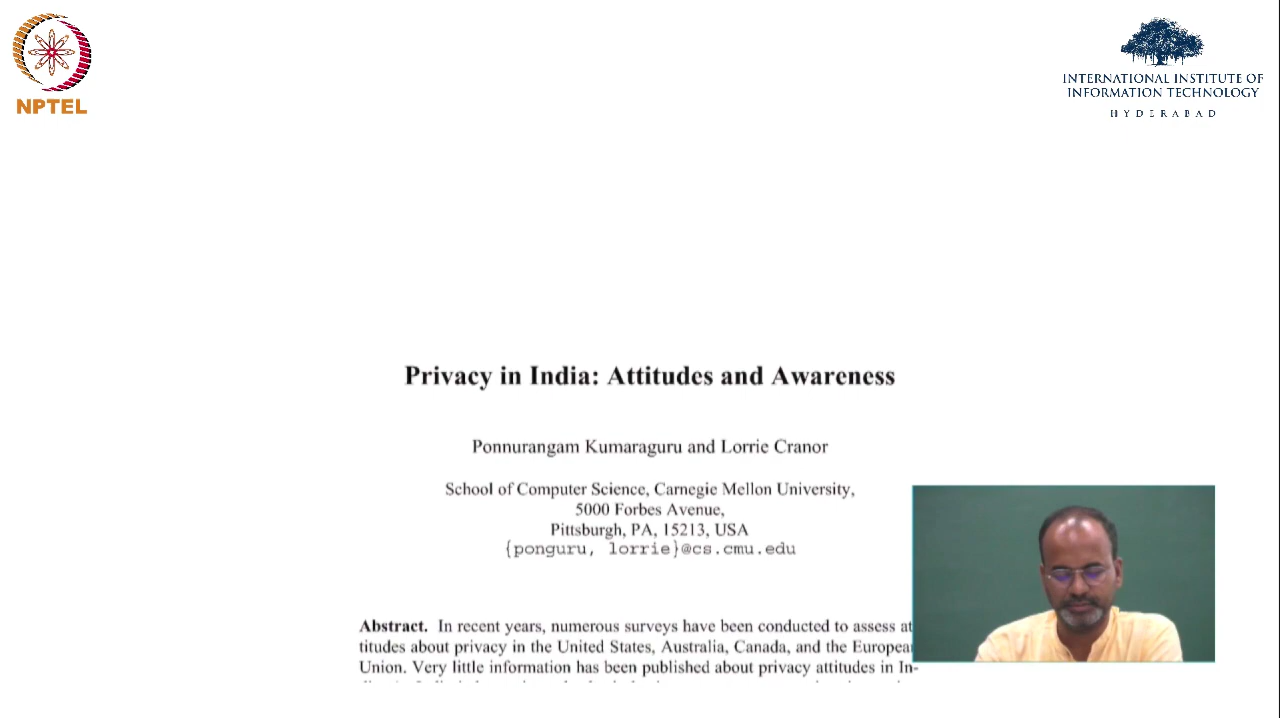 NPTEL
INTERNATIONAL INSTITUTE OF
INFORMATION TECHNOLOGY
HYDERABAD
Privacy in India: Attitudes and Awareness
Ponnurangam Kumaraguru and Lorrie Cranor
School of Computer Science, Carnegie Mellon University,
5000 Forbes Avenue,
Pittsburgh, PA, 15213, USA
{ponguru, lorrie}@cs.cmu.edu
Abstract. In recent years, numerous surveys have been conducted to assess at
titudes about privacy in the United States, Australia, Canada, and the European
Union. Very little information has been published about privacy attitudes in In-